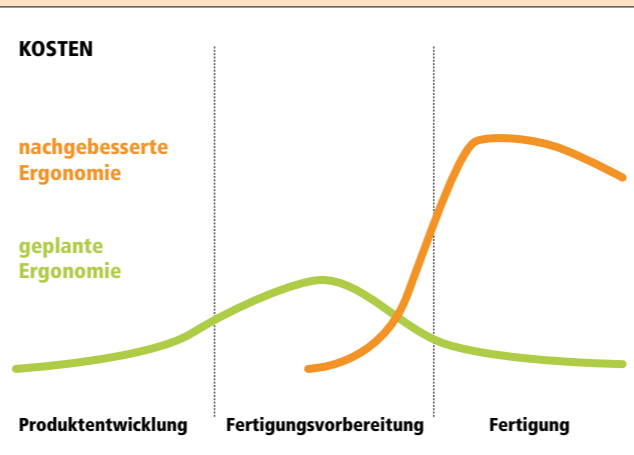 KOSTEN
nachgebesserte
Ergonomie
geplante
Ergonomie
Produktentwicklung
Fertigungsvorbereitung
Fertigung